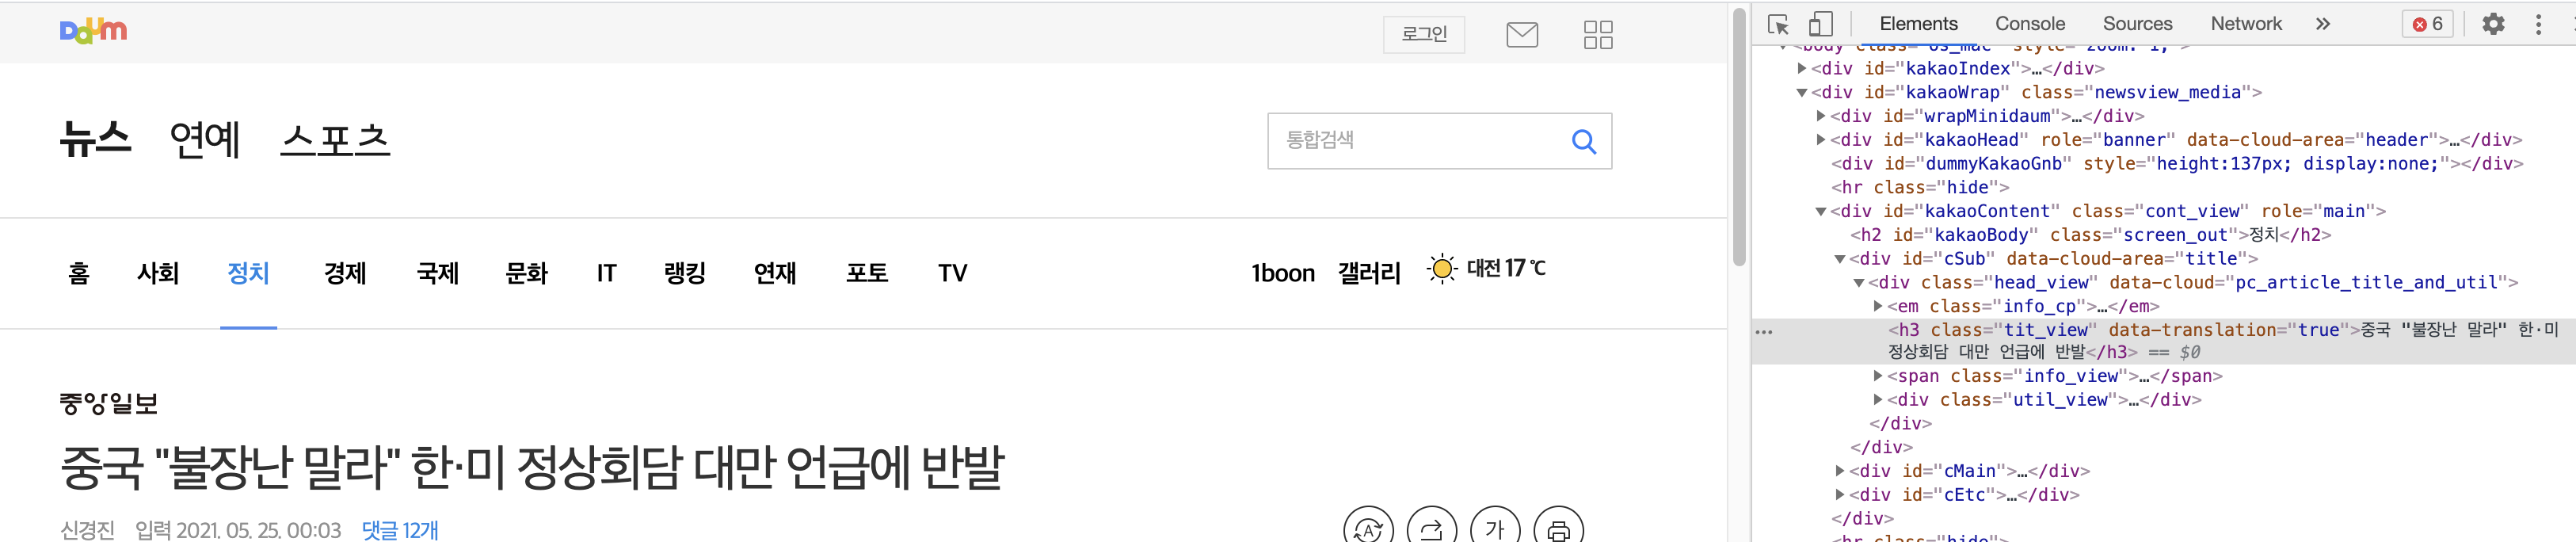 Daum
로그인
뉴스 연예 스포츠
통합검색
홈 사회 정치 경제 국제 문화 IT 랭킹 연재 포토 TV
1boon 갤러리 대전 17 ℃
중앙일보
중국 "불장난 말라" 한·미 정상회담 대만 언급에 반발
신경진 입력 2021. 05. 25. 00:03 댓글 12개
A 가
Elements Console Sources Network » 6
<body class="os_mac" style="zoom: 1;">
<div id="kakaoIndex">…</div>
<div id="kakaoWrap" class="newsview_media">
<div id="wrapMinidaum">…</div>
<div id="kakaoHead" role="banner" data-cloud-area="header">…</div>
<div id="dummyKakaoGnb" style="height:137px; display:none;"></div>
<hr class="hide">
<div id="kakaoContent" class="cont_view" role="main">
<h2 id="kakaoBody" class="screen_out">정치</h2>
<div id="cSub" data-cloud-area="title">
<div class="head_view" data-cloud="pc_article_title_and_util">
<em class="info_cp">…</em>
<h3 class="tit_view" data-translation="true">중국 "불장난 말라" 한·미
정상회담 대만 언급에 반발</h3> == $0
<span class="info_view">…</span>
<div class="util_view">…</div>
</div>
</div>
<div id="cMain">…</div>
<div id="cEtc">…</div>
</div>
<hr class="hide">